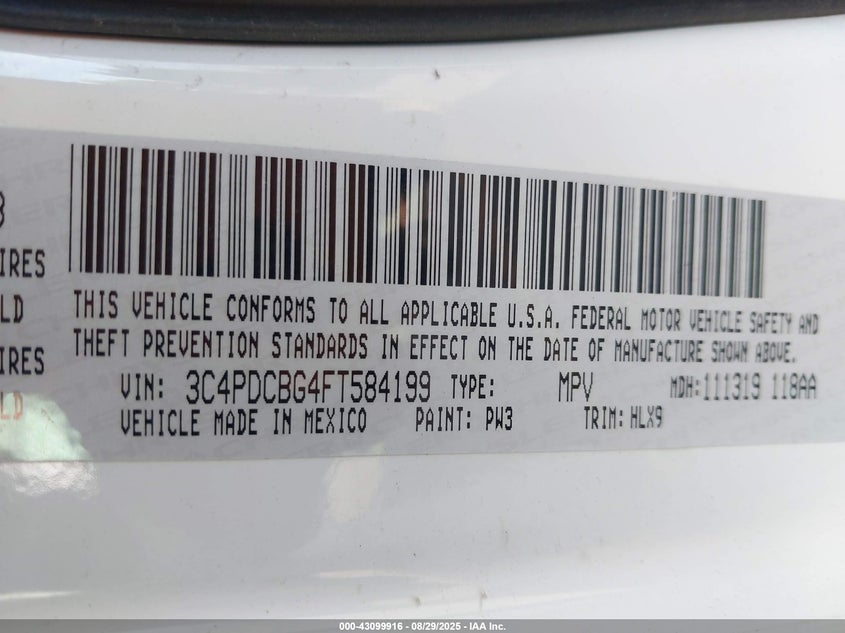 3
IRES
LD
IRES
LD
THIS VEHICLE CONFORMS TO ALL APPLICABLE U.S.A. FEDERAL MOTOR VEHICLE SAFETY AND
THEFT PREVENTION STANDARDS IN EFFECT ON THE DATE OF MANUFACTURE SHOWN ABOVE.
VIN: 3C4PDCBG4FT584199 TYPE: MPV MDH: 111319 118AA
VEHICLE MADE IN MEXICO PAINT: PW3 TRIM: HLX9
000-43099916 - 08/29/2025 - IAA Inc.